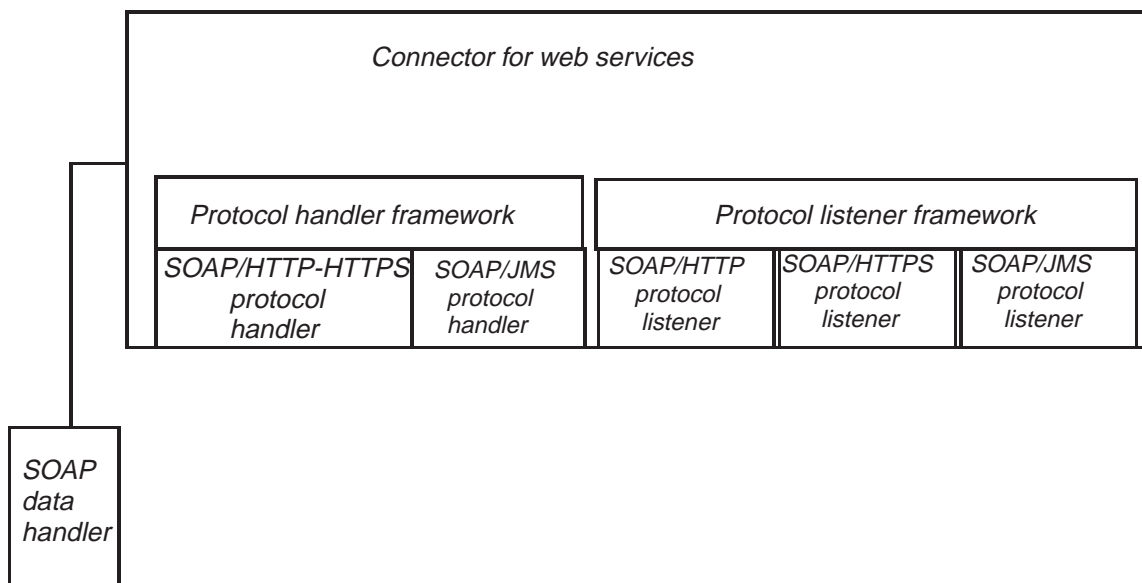 Connector for web services
Protocol handler framework
Protocol listener framework
SOAP/HTTP-HTTPS
protocol
handler
SOAP/JMS
protocol
handler
SOAP/HTTP
protocol
listener
SOAP/HTTPS
protocol
listener
SOAP/JMS
protocol
listener
SOAP
data
handler